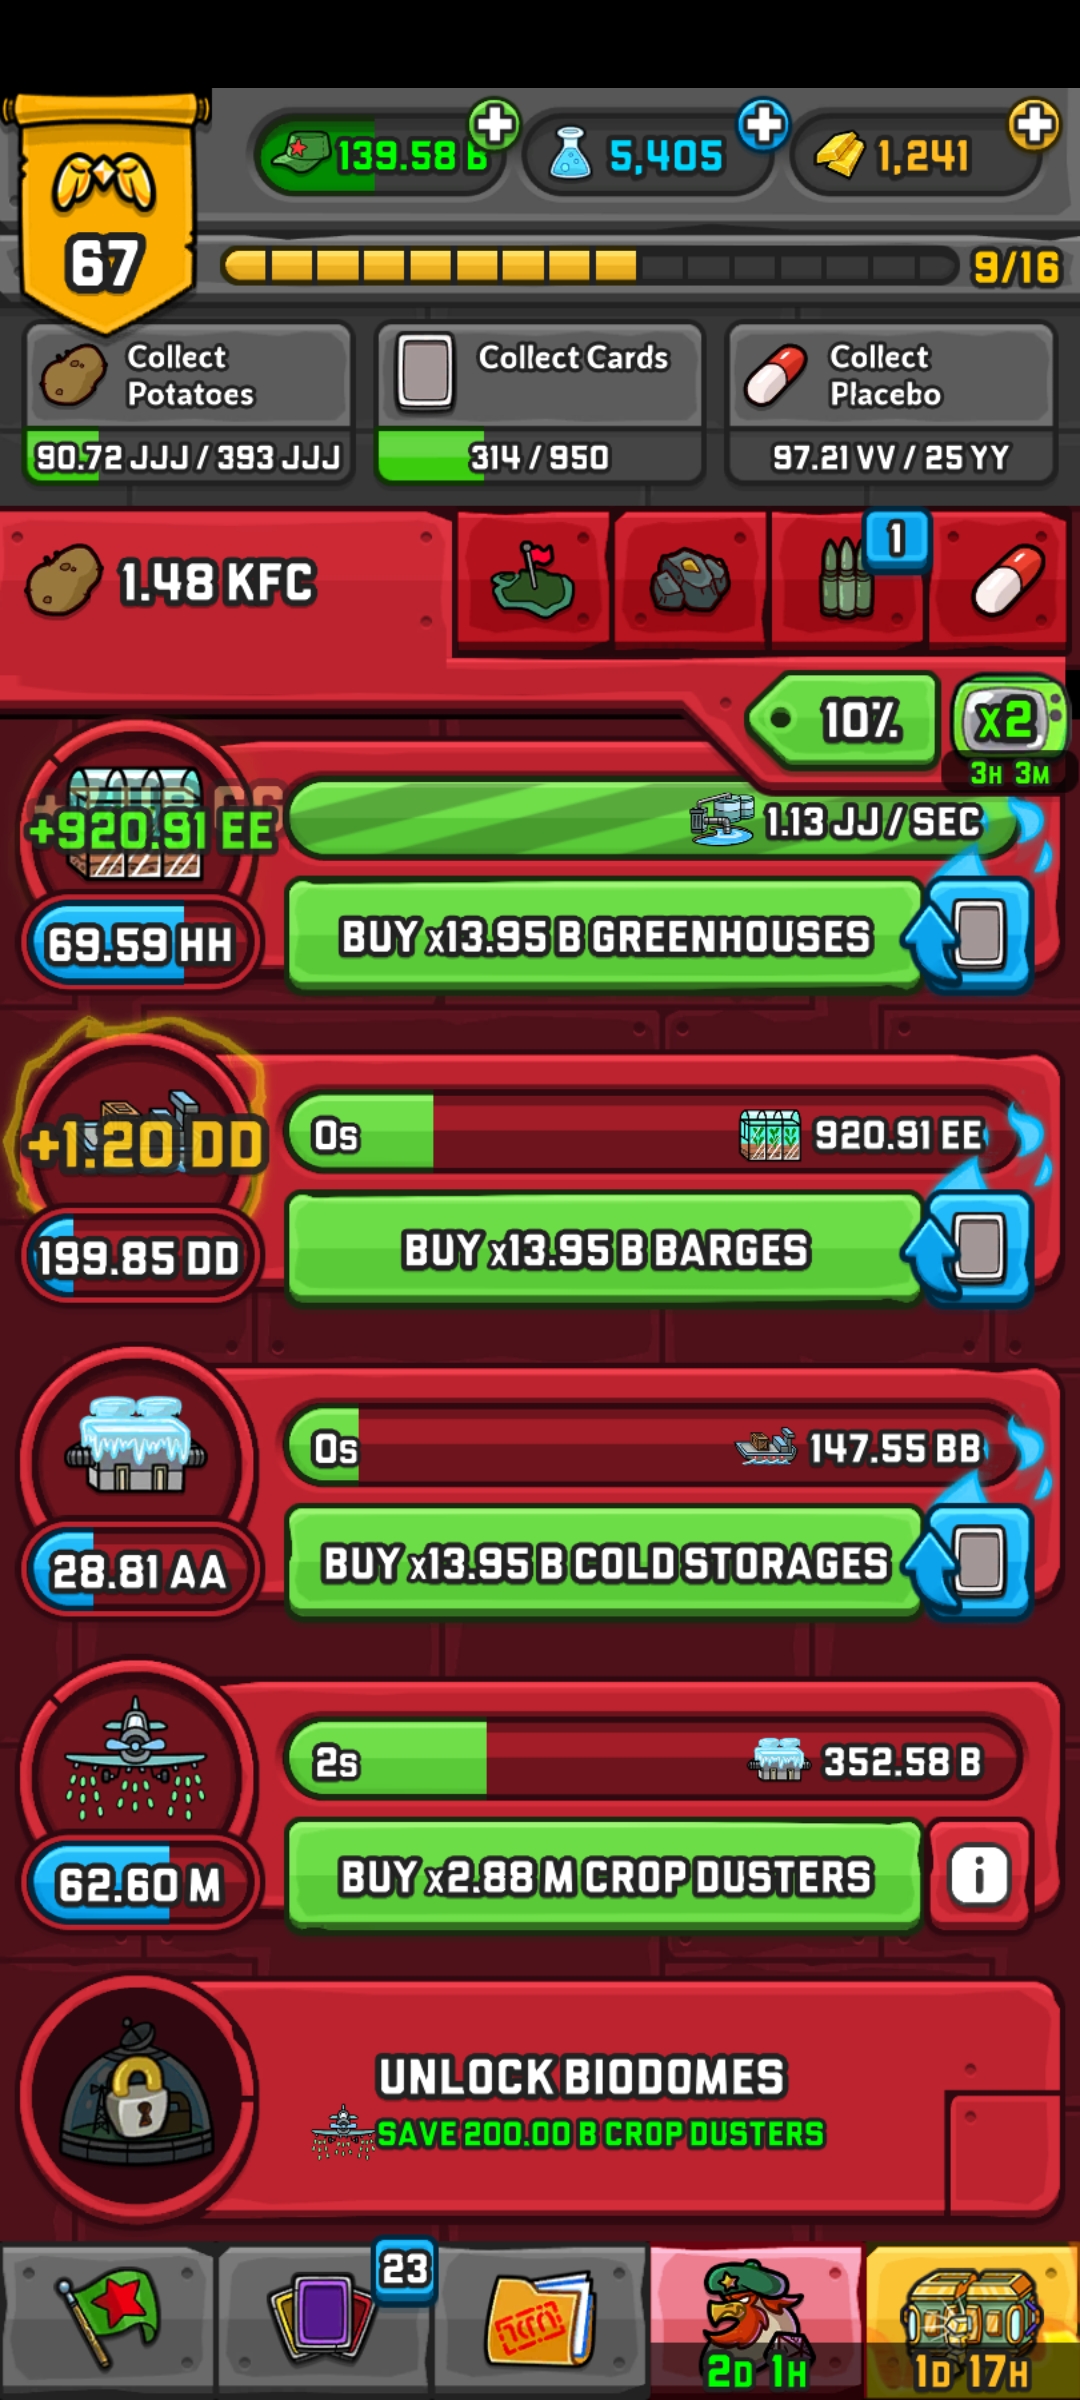 139.58 B
5,405
1,241
67
9/16
Collect
Potatoes
90.72 JJJ / 393 JJJ
Collect Cards
314 / 950
Collect
Placebo
97.21 VV / 25 YY
1.48 KFC
1
10%
x2
3H 3M
+920.91 EE
1.13 JJ / SEC
69.59 HH
BUY x13.95 B GREENHOUSES
+1.20 DD
0s
920.91 EE
199.85 DD
BUY x13.95 B BARGES
0s
147.55 BB
28.81 AA
BUY x13.95 B COLD STORAGES
2s
352.58 B
62.60 M
BUY x2.88 M CROP DUSTERS
i
UNLOCK BIODOMES
SAVE 200.00 B CROP DUSTERS
23
2D 1H
1D 17H